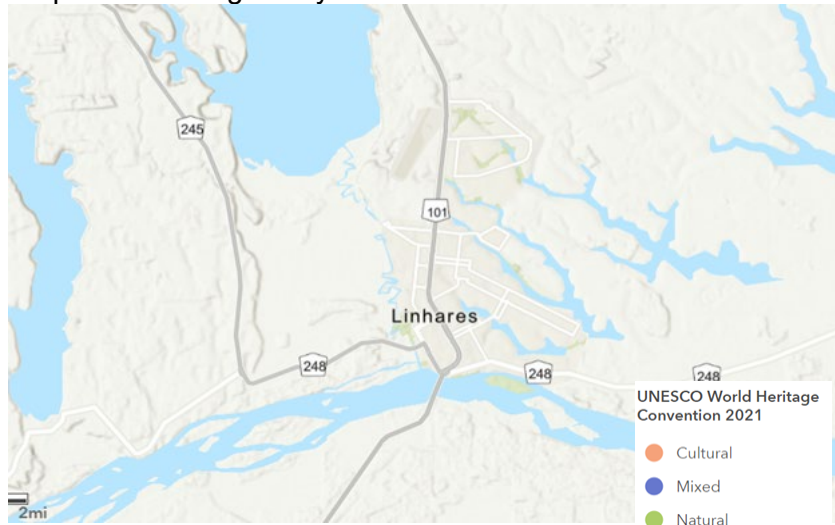 245
101
Linhares
248
248
248
UNESCO World Heritage
Convention 2021
Cultural
Mixed
Natural
2mi